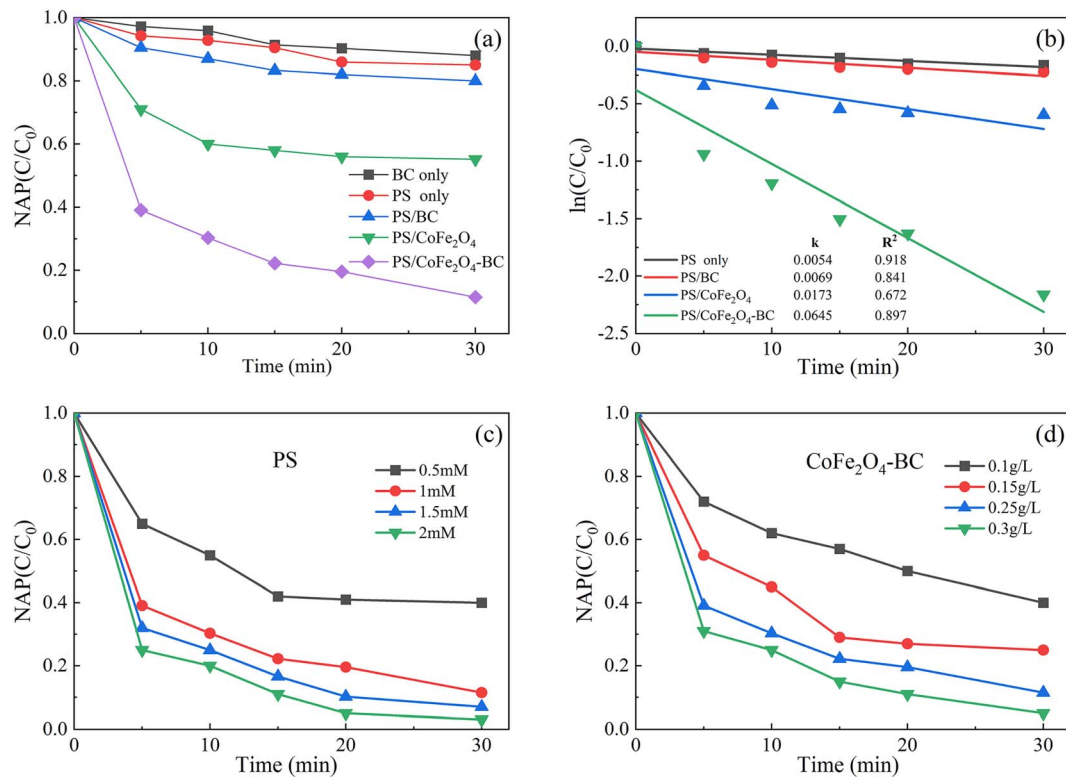 (a)
NAP(C/C₀)
1.0
0.8
0.6
0.4
0.2
0.0
BC only
PS only
PS/BC
PS/CoFe₂O₄
PS/CoFe₂O₄-BC
0 10 20 30
Time (min)
(b)
ln(C/C₀)
0.0
-0.5
-1.0
-1.5
-2.0
-2.5
k R²
PS only 0.0054 0.918
PS/BC 0.0069 0.841
PS/CoFe₂O₄ 0.0173 0.672
PS/CoFe₂O₄-BC 0.0645 0.897
0 10 20 30
Time (min)
(c)
PS
NAP(C/C₀)
1.0
0.8
0.6
0.4
0.2
0.0
0.5mM
1mM
1.5mM
2mM
0 10 20 30
Time (min)
(d)
CoFe₂O₄-BC
NAP(C/C₀)
1.0
0.8
0.6
0.4
0.2
0.0
0.1g/L
0.15g/L
0.25g/L
0.3g/L
0 10 20 30
Time (min)